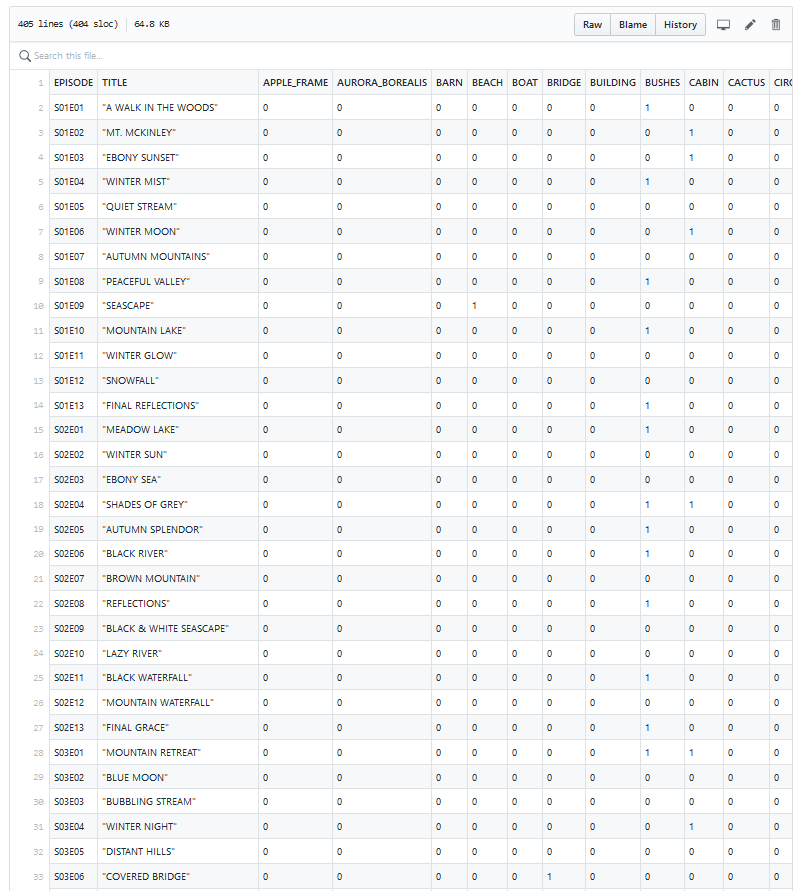 405 lines (404 sloc) 64.8 KB Raw Blame History
Search this file…
1 EPISODE TITLE APPLE_FRAME AURORA_BOREALIS BARN BEACH BOAT BRIDGE BUILDING BUSHES CABIN CACTUS CIRC
2 S01E01 "A WALK IN THE WOODS" 0 0 0 0 0 0 0 1 0 0 0
3 S01E02 "MT. MCKINLEY" 0 0 0 0 0 0 0 0 1 0 0
4 S01E03 "EBONY SUNSET" 0 0 0 0 0 0 0 0 1 0 0
5 S01E04 "WINTER MIST" 0 0 0 0 0 0 0 1 0 0 0
6 S01E05 "QUIET STREAM" 0 0 0 0 0 0 0 0 0 0 0
7 S01E06 "WINTER MOON" 0 0 0 0 0 0 0 0 1 0 0
8 S01E07 "AUTUMN MOUNTAINS" 0 0 0 0 0 0 0 0 0 0 0
9 S01E08 "PEACEFUL VALLEY" 0 0 0 0 0 0 0 1 0 0 0
10 S01E09 "SEASCAPE" 0 0 0 1 0 0 0 0 0 0 0
11 S01E10 "MOUNTAIN LAKE" 0 0 0 0 0 0 0 1 0 0 0
12 S01E11 "WINTER GLOW" 0 0 0 0 0 0 0 0 0 0 0
13 S01E12 "SNOWFALL" 0 0 0 0 0 0 0 0 0 0 0
14 S01E13 "FINAL REFLECTIONS" 0 0 0 0 0 0 0 1 0 0 0
15 S02E01 "MEADOW LAKE" 0 0 0 0 0 0 0 1 0 0 0
16 S02E02 "WINTER SUN" 0 0 0 0 0 0 0 0 0 0 0
17 S02E03 "EBONY SEA" 0 0 0 0 0 0 0 0 0 0 0
18 S02E04 "SHADES OF GREY" 0 0 0 0 0 0 0 1 1 0 0
19 S02E05 "AUTUMN SPLENDOR" 0 0 0 0 0 0 0 1 0 0 0
20 S02E06 "BLACK RIVER" 0 0 0 0 0 0 0 1 0 0 0
21 S02E07 "BROWN MOUNTAIN" 0 0 0 0 0 0 0 0 0 0 0
22 S02E08 "REFLECTIONS" 0 0 0 0 0 0 0 1 0 0 0
23 S02E09 "BLACK & WHITE SEASCAPE" 0 0 0 0 0 0 0 0 0 0 0
24 S02E10 "LAZY RIVER" 0 0 0 0 0 0 0 0 0 0 0
25 S02E11 "BLACK WATERFALL" 0 0 0 0 0 0 0 1 0 0 0
26 S02E12 "MOUNTAIN WATERFALL" 0 0 0 0 0 0 0 0 0 0 0
27 S02E13 "FINAL GRACE" 0 0 0 0 0 0 0 1 0 0 0
28 S03E01 "MOUNTAIN RETREAT" 0 0 0 0 0 0 0 1 1 0 0
29 S03E02 "BLUE MOON" 0 0 0 0 0 0 0 0 0 0 0
30 S03E03 "BUBBLING STREAM" 0 0 0 0 0 0 0 0 0 0 0
31 S03E04 "WINTER NIGHT" 0 0 0 0 0 0 0 0 1 0 0
32 S03E05 "DISTANT HILLS" 0 0 0 0 0 0 0 0 0 0 0
33 S03E06 "COVERED BRIDGE" 0 0 0 0 0 1 0 0 0 0 0